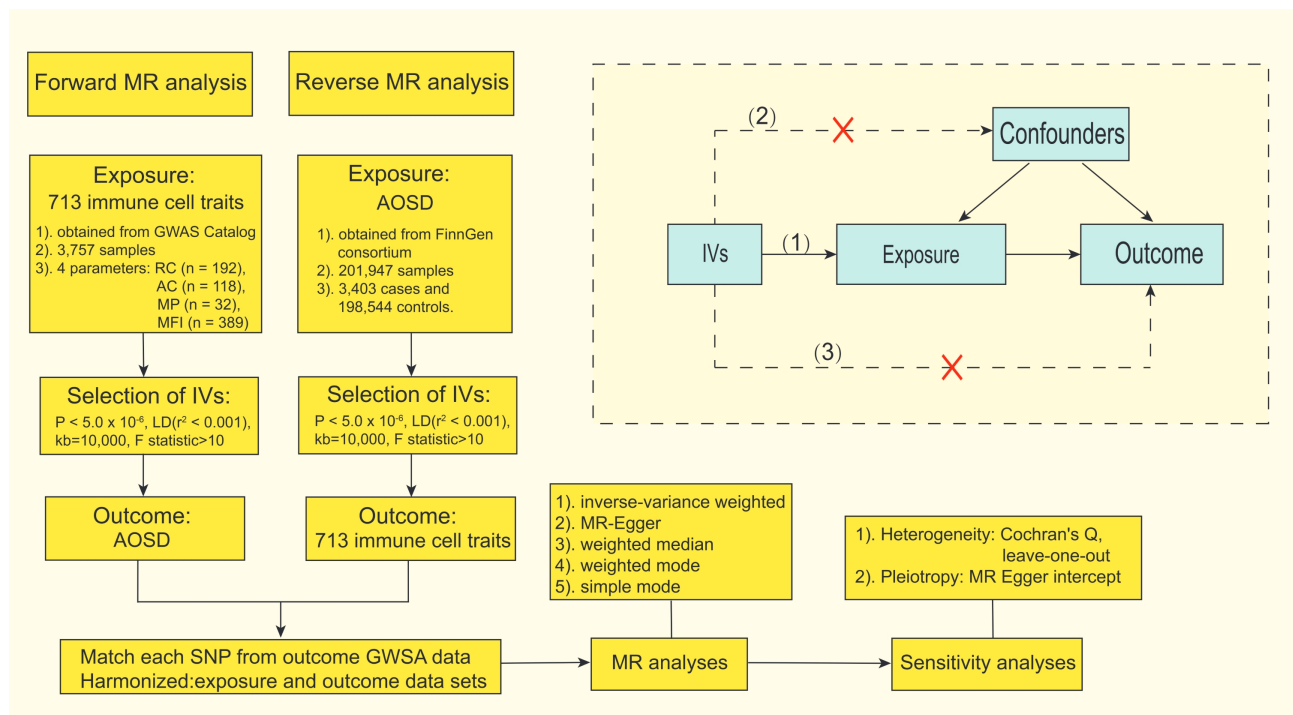 Forward MR analysis
Reverse MR analysis
Exposure:
713 immune cell traits
1). obtained from GWAS Catalog
2). 3,757 samples
3). 4 parameters: RC (n = 192),
AC (n = 118),
MP (n = 32),
MFI (n = 389)
Exposure:
AOSD
1). obtained from FinnGen
consortium
2). 201,947 samples
3). 3,403 cases and
198,544 controls.
Selection of IVs:
P < 5.0 x 10⁻⁶, LD(r² < 0.001),
kb=10,000, F statistic>10
Selection of IVs:
P < 5.0 x 10⁻⁶, LD(r² < 0.001),
kb=10,000, F statistic>10
Outcome:
AOSD
Outcome:
713 immune cell traits
Match each SNP from outcome GWSA data
Harmonized:exposure and outcome data sets
1). inverse-variance weighted
2). MR-Egger
3). weighted median
4). weighted mode
5). simple mode
MR analyses
1). Heterogeneity: Cochran's Q,
leave-one-out
2). Pleiotropy: MR Egger intercept
Sensitivity analyses
(2)
Confounders
IVs
(1)
Exposure
Outcome
(3)